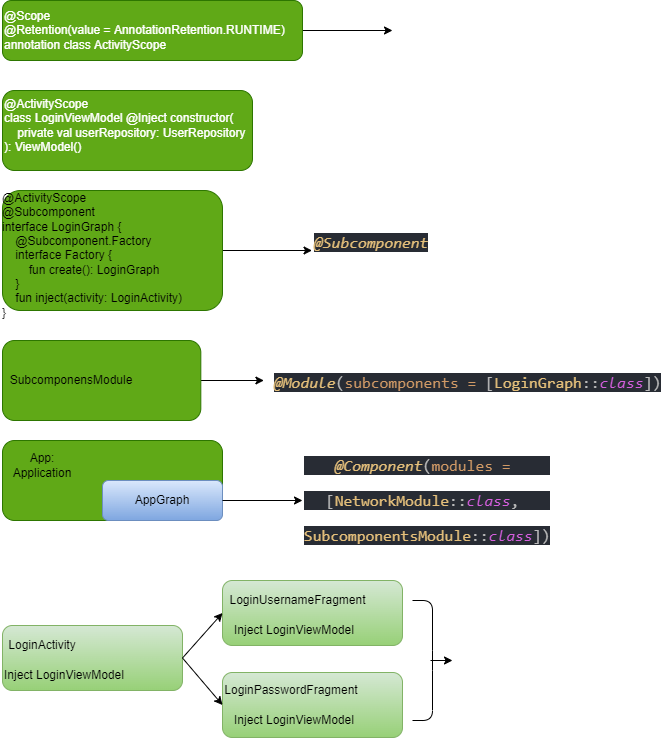 @Scope
@Retention(value = AnnotationRetention.RUNTIME)
annotation class ActivityScope
@ActivityScope
class LoginViewModel @Inject constructor(
private val userRepository: UserRepository
): ViewModel()
@ActivityScope
@Subcomponent
interface LoginGraph {
@Subcomponent.Factory
interface Factory {
fun create(): LoginGraph
}
fun inject(activity: LoginActivity)
}
@Subcomponent
SubcomponensModule
@Module(subcomponents = [LoginGraph::class])
App:
Application
AppGraph
@Component(modules =
[NetworkModule::class,
SubcomponentsModule::class])
LoginActivity
Inject LoginViewModel
LoginUsernameFragment
Inject LoginViewModel
LoginPasswordFragment
Inject LoginViewModel